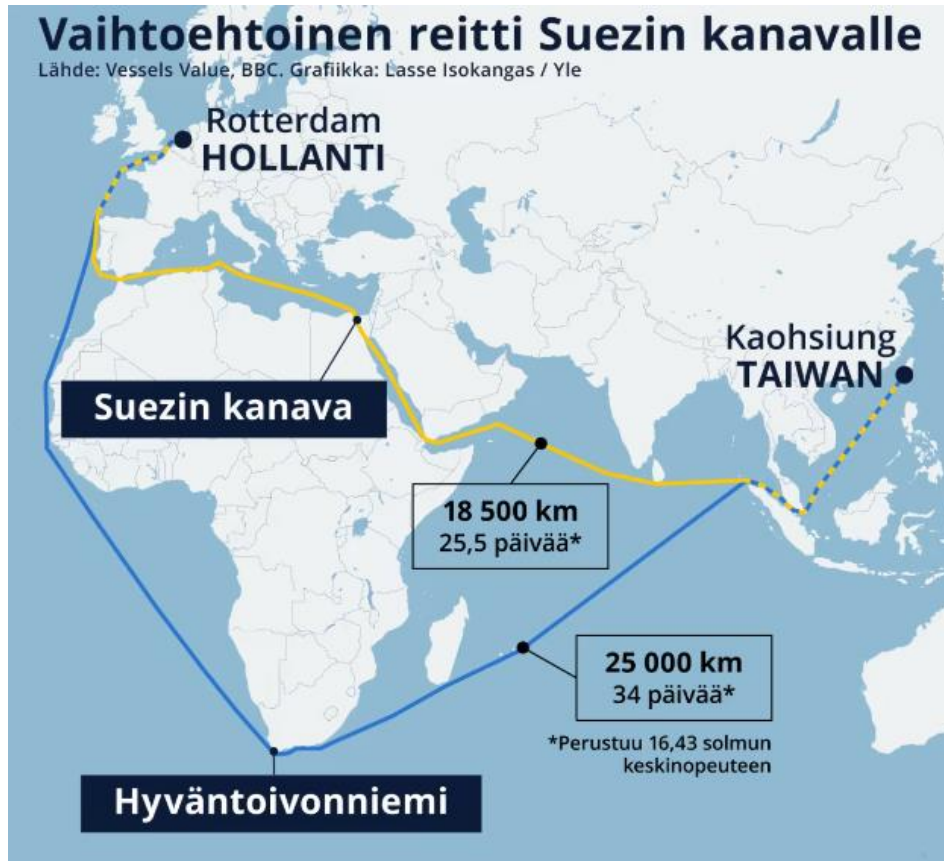 Vaihtoehtoinen reitti Suezin kanavalle
Lähde: Vessels Value, BBC. Grafiikka: Lasse Isokangas / Yle
Rotterdam
HOLLANTI
Kaohsiung
TAIWAN
Suezin kanava
18 500 km
25,5 päivää*
25 000 km
34 päivää*
*Perustuu 16,43 solmun
keskinopeuteen
Hyväntoivonniemi